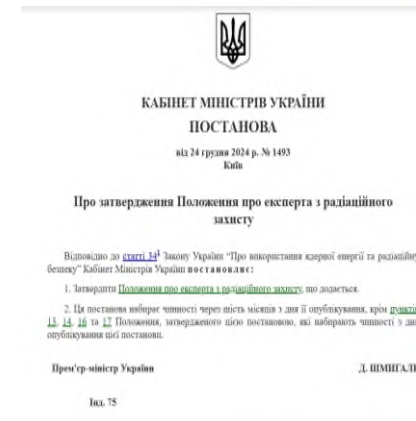 КАБІНЕТ МІНІСТРІВ УКРАЇНИ
ПОСТАНОВА
від 24 грудня 2024 р. № 1493
Київ
Про затвердження Положення про експерта з радіаційного
захисту
Відповідно до статті 34¹ Закону України “Про використання ядерної енергії та радіаційну
безпеку” Кабінет Міністрів України постановляє:
1. Затвердити Положення про експерта з радіаційного захисту, що додається.
2. Ця постанова набирає чинності через шість місяців з дня її опублікування, крім пункті
13, 14, 16 та 17 Положення, затвердженого цією постановою, які набирають чинності з дн
опублікування цієї постанови.
Прем'єр-міністр України Д. ШМИГАЛЬ
Інд. 75